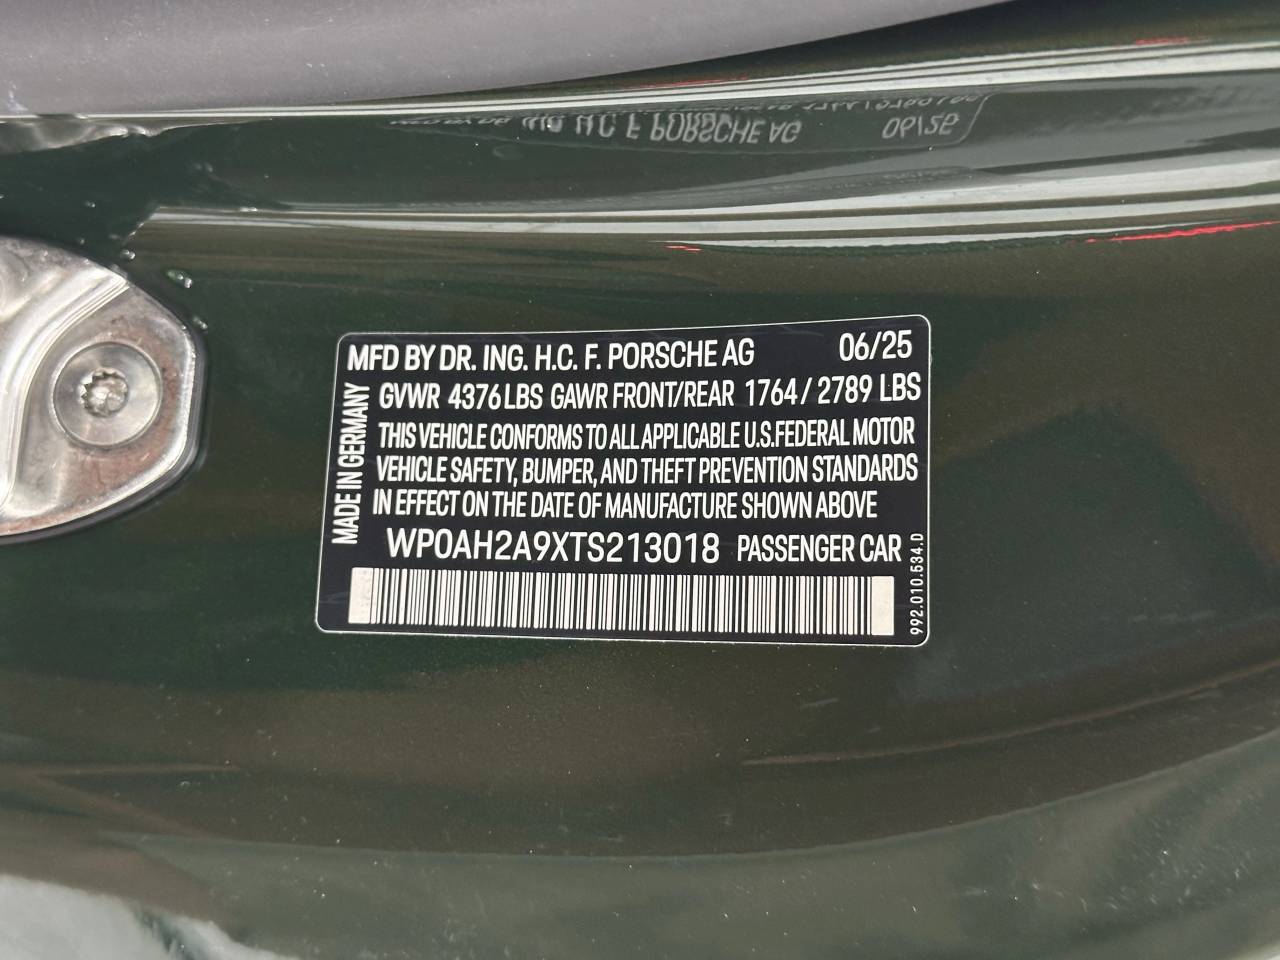 MFD BY DR. ING. H.C. F. PORSCHE AG 06/25
GVWR 4376 LBS GAWR FRONT/REAR 1764 / 2789 LBS
THIS VEHICLE CONFORMS TO ALL APPLICABLE U.S. FEDERAL MOTOR
VEHICLE SAFETY, BUMPER, AND THEFT PREVENTION STANDARDS
IN EFFECT ON THE DATE OF MANUFACTURE SHOWN ABOVE
WP0AH2A9XTS213018 PASSENGER CAR
MADE IN GERMANY
992.010.534.D